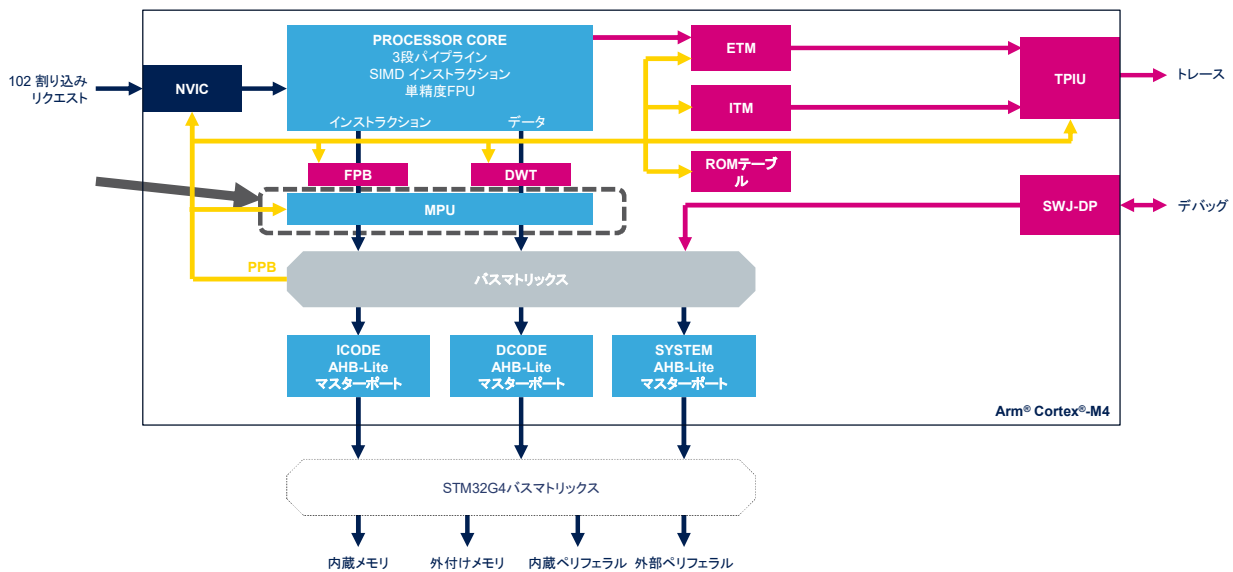 PROCESSOR CORE
3段パイプライン
SIMD インストラクション
単精度FPU
インストラクション
データ
102 割り込み
リクエスト
NVIC
ETM
ITM
ROMテーブ
ル
TPIU
トレース
FPB
DWT
MPU
SWJ-DP
デバッグ
PPB
バスマトリックス
ICODE
AHB-Lite
マスターポート
DCODE
AHB-Lite
マスターポート
SYSTEM
AHB-Lite
マスターポート
Arm® Cortex®-M4
STM32G4バスマトリックス
内蔵メモリ
外付けメモリ
内蔵ペリフェラル
外部ペリフェラル